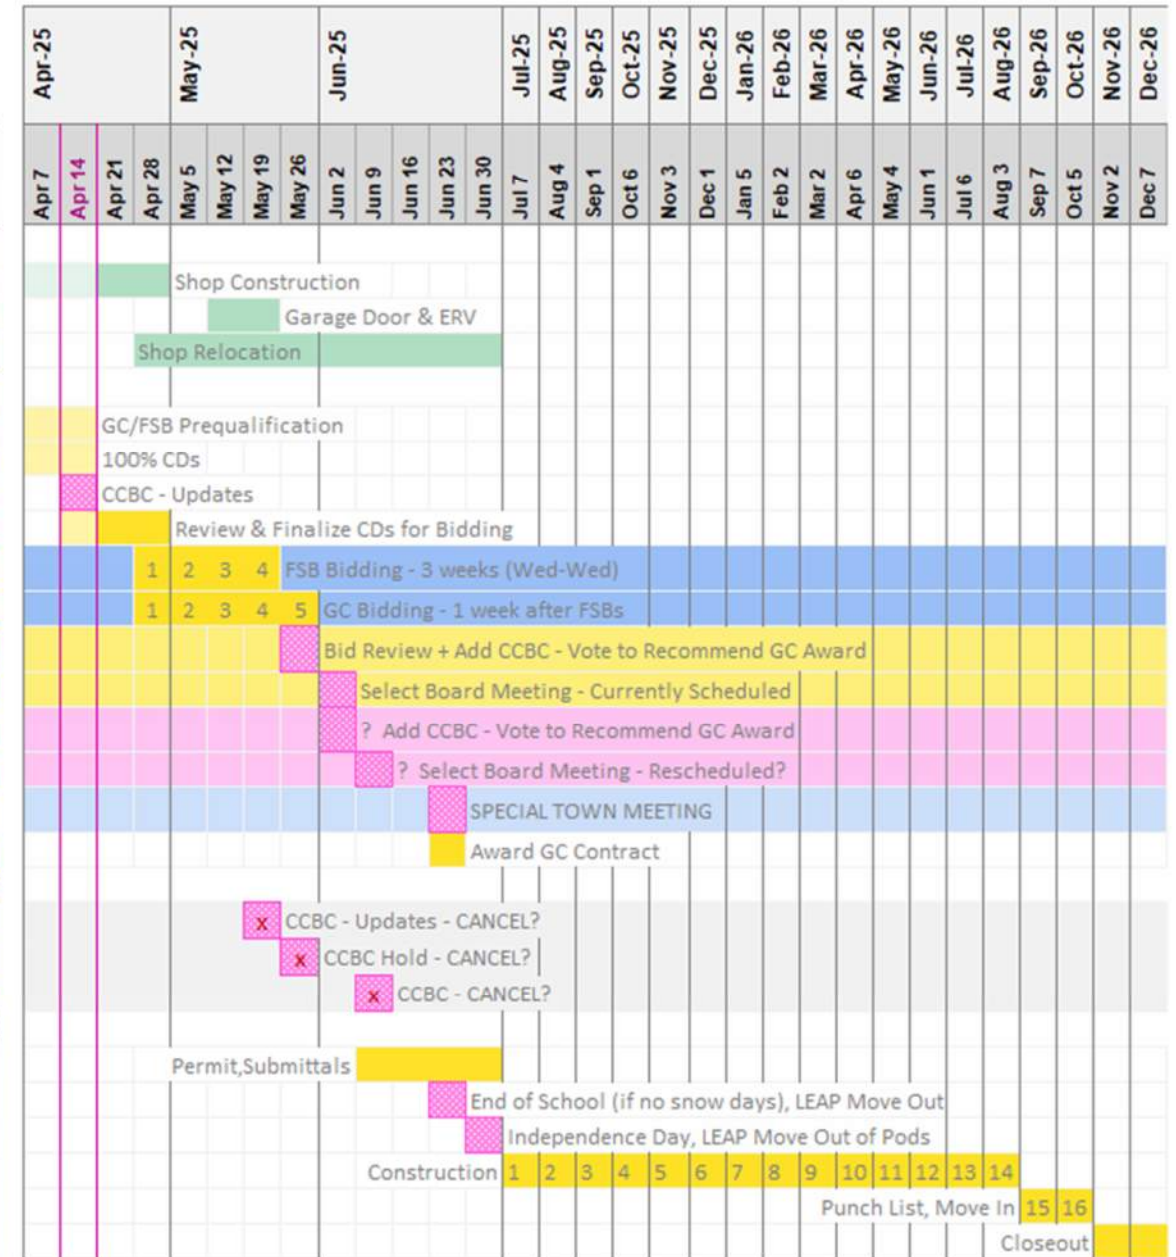 Apr-25 May-25 Jun-25 Jul-25 Aug-25 Sep-25 Oct-25 Nov-25 Dec-25 Jan-26 Feb-26 Mar-26 Apr-26 May-26 Jun-26 Jul-26 Aug-26 Sep-26 Oct-26 Nov-26 Dec-26
Apr 7 Apr 14 Apr 21 Apr 28 May 5 May 12 May 19 May 26 Jun 2 Jun 9 Jun 16 Jun 23 Jun 30 Jul 7 Aug 4 Sep 1 Oct 6 Nov 3 Dec 1 Jan 5 Feb 2 Mar 2 Apr 6 May 4 Jun 1 Jul 6 Aug 3 Sep 7 Oct 5 Nov 2 Dec 7
Shop Construction
Garage Door & ERV
Shop Relocation
GC/FSB Prequalification
100% CDs
CCBC - Updates
Review & Finalize CDs for Bidding
1 2 3 4 FSB Bidding - 3 weeks (Wed-Wed)
1 2 3 4 5 GC Bidding - 1 week after FSBs
Bid Review + Add CCBC - Vote to Recommend GC Award
Select Board Meeting - Currently Scheduled
? Add CCBC - Vote to Recommend GC Award
? Select Board Meeting - Rescheduled?
SPECIAL TOWN MEETING
Award GC Contract
x CCBC - Updates - CANCEL?
x CCBC Hold - CANCEL?
x CCBC - CANCEL?
Permit,Submittals
End of School (if no snow days), LEAP Move Out
Independence Day, LEAP Move Out of Pods
Construction 1 2 3 4 5 6 7 8 9 10 11 12 13 14
Punch List, Move In 15 16
Closeout